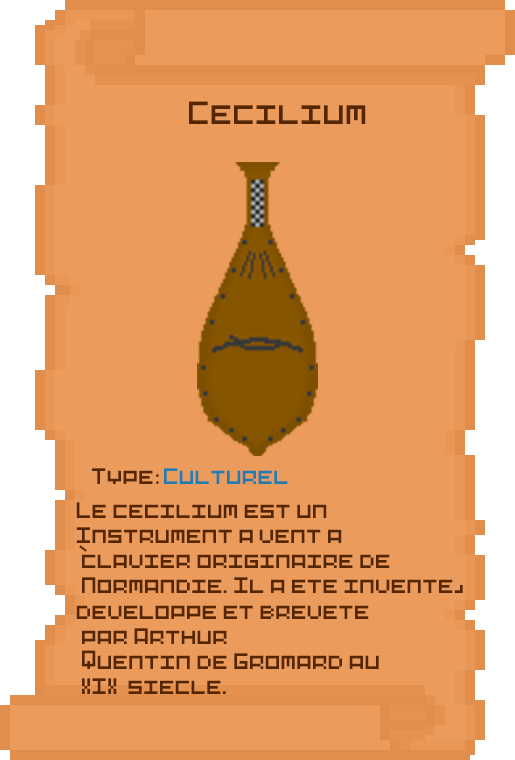 Cecilium
Type: Culturel
Le cecilium est un
Instrument a vent a
clavier originaire de
Normandie. Il a ete invente,
developpe et brevete
par Arthur
Quentin de Gromard au
XIX siecle.